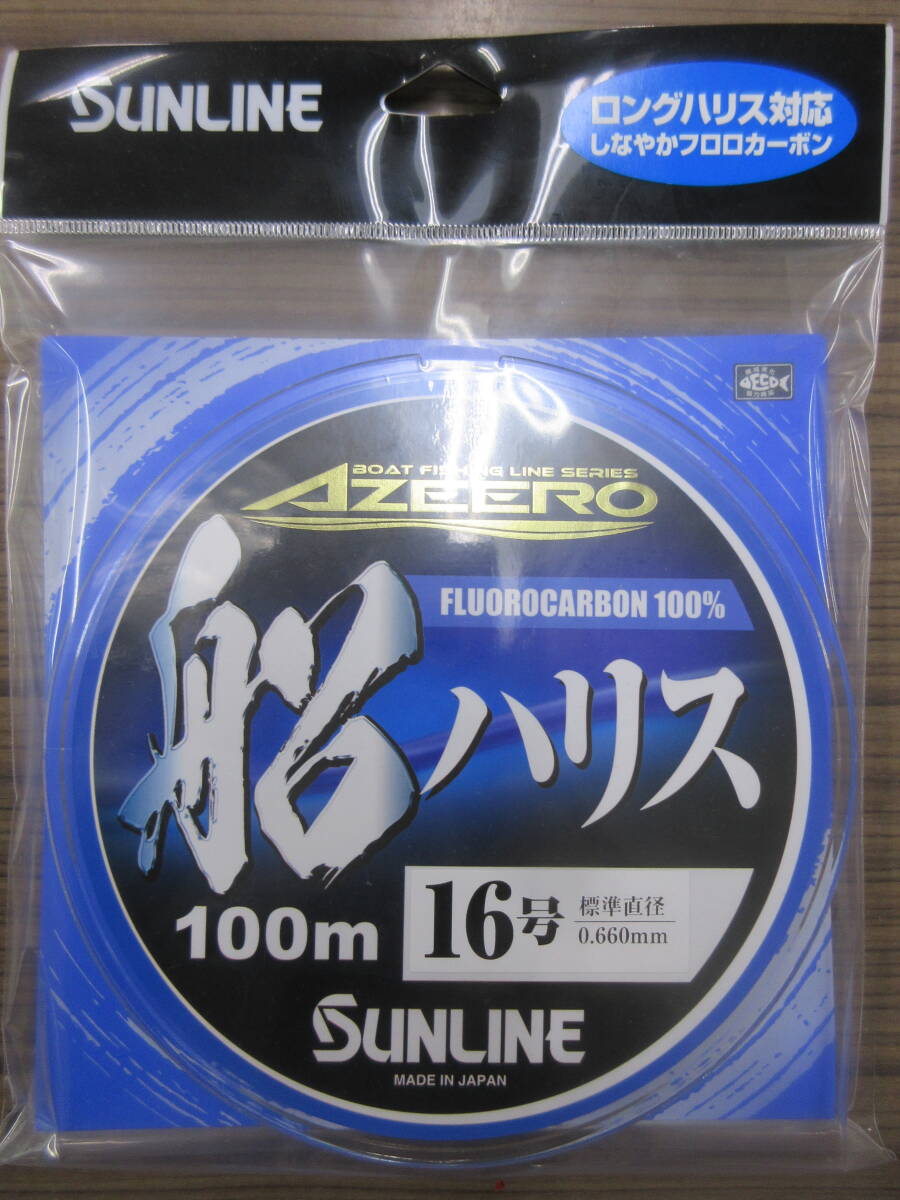 SUNLINE
ロングハリス対応
しなやかフロロカーボン
ECO
BOAT FISHING LINE SERIES
AZEERO
FLUOROCARBON 100%
船ハリス
100m
16号
標準直径
0.660mm
SUNLINE
MADE IN JAPAN